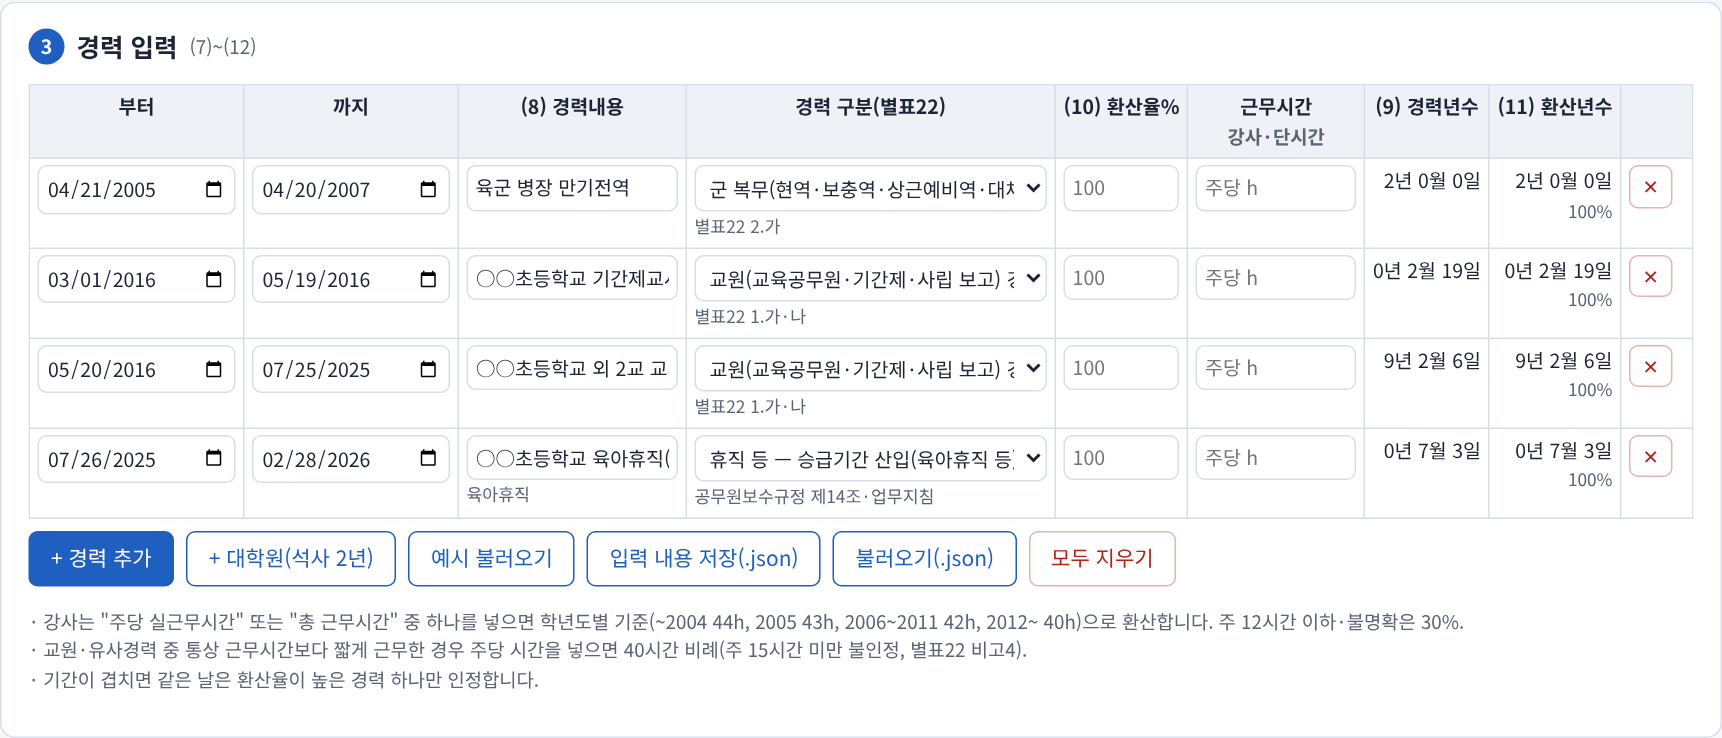 3 경력 입력 (7)~(12)
부터 까지 (8) 경력내용 경력 구분(별표22) (10) 환산율% 근무시간 (9) 경력년수 (11) 환산년수
강사·단시간
04/21/2005 04/20/2007 육군 병장 만기전역 군 복무(현역·보충역·상근예비역·대 100 주당 h 2년 0월 0일 2년 0월 0일 ×
별표22 2.가 100%
03/01/2016 05/19/2016 ○○초등학교 기간제교 교원(교육공무원·기간제·사립 보고) 100 주당 h 0년 2월 19일 0년 2월 19일 ×
별표22 1.가·나 100%
05/20/2016 07/25/2025 ○○초등학교 외 2교 교 교원(교육공무원·기간제·사립 보고) 100 주당 h 9년 2월 6일 9년 2월 6일 ×
별표22 1.가·나 100%
07/26/2025 02/28/2026 ○○초등학교 육아휴직( 휴직 등 — 승급기간 산입(육아휴직 등 100 주당 h 0년 7월 3일 0년 7월 3일 ×
육아휴직 공무원보수규정 제14조·업무지침 100%
+ 경력 추가 + 대학원(석사 2년) 예시 불러오기 입력 내용 저장(.json) 불러오기(.json) 모두 지우기
· 강사는 "주당 실근무시간" 또는 "총 근무시간" 중 하나를 넣으면 학년도별 기준(~2004 44h, 2005 43h, 2006~2011 42h, 2012~ 40h)으로 환산합니다. 주 12시간 이하·불명확은 30%.
· 교원·유사경력 중 통상 근무시간보다 짧게 근무한 경우 주당 시간을 넣으면 40시간 비례(주 15시간 미만 불인정, 별표22 비고4).
· 기간이 겹치면 같은 날은 환산율이 높은 경력 하나만 인정합니다.